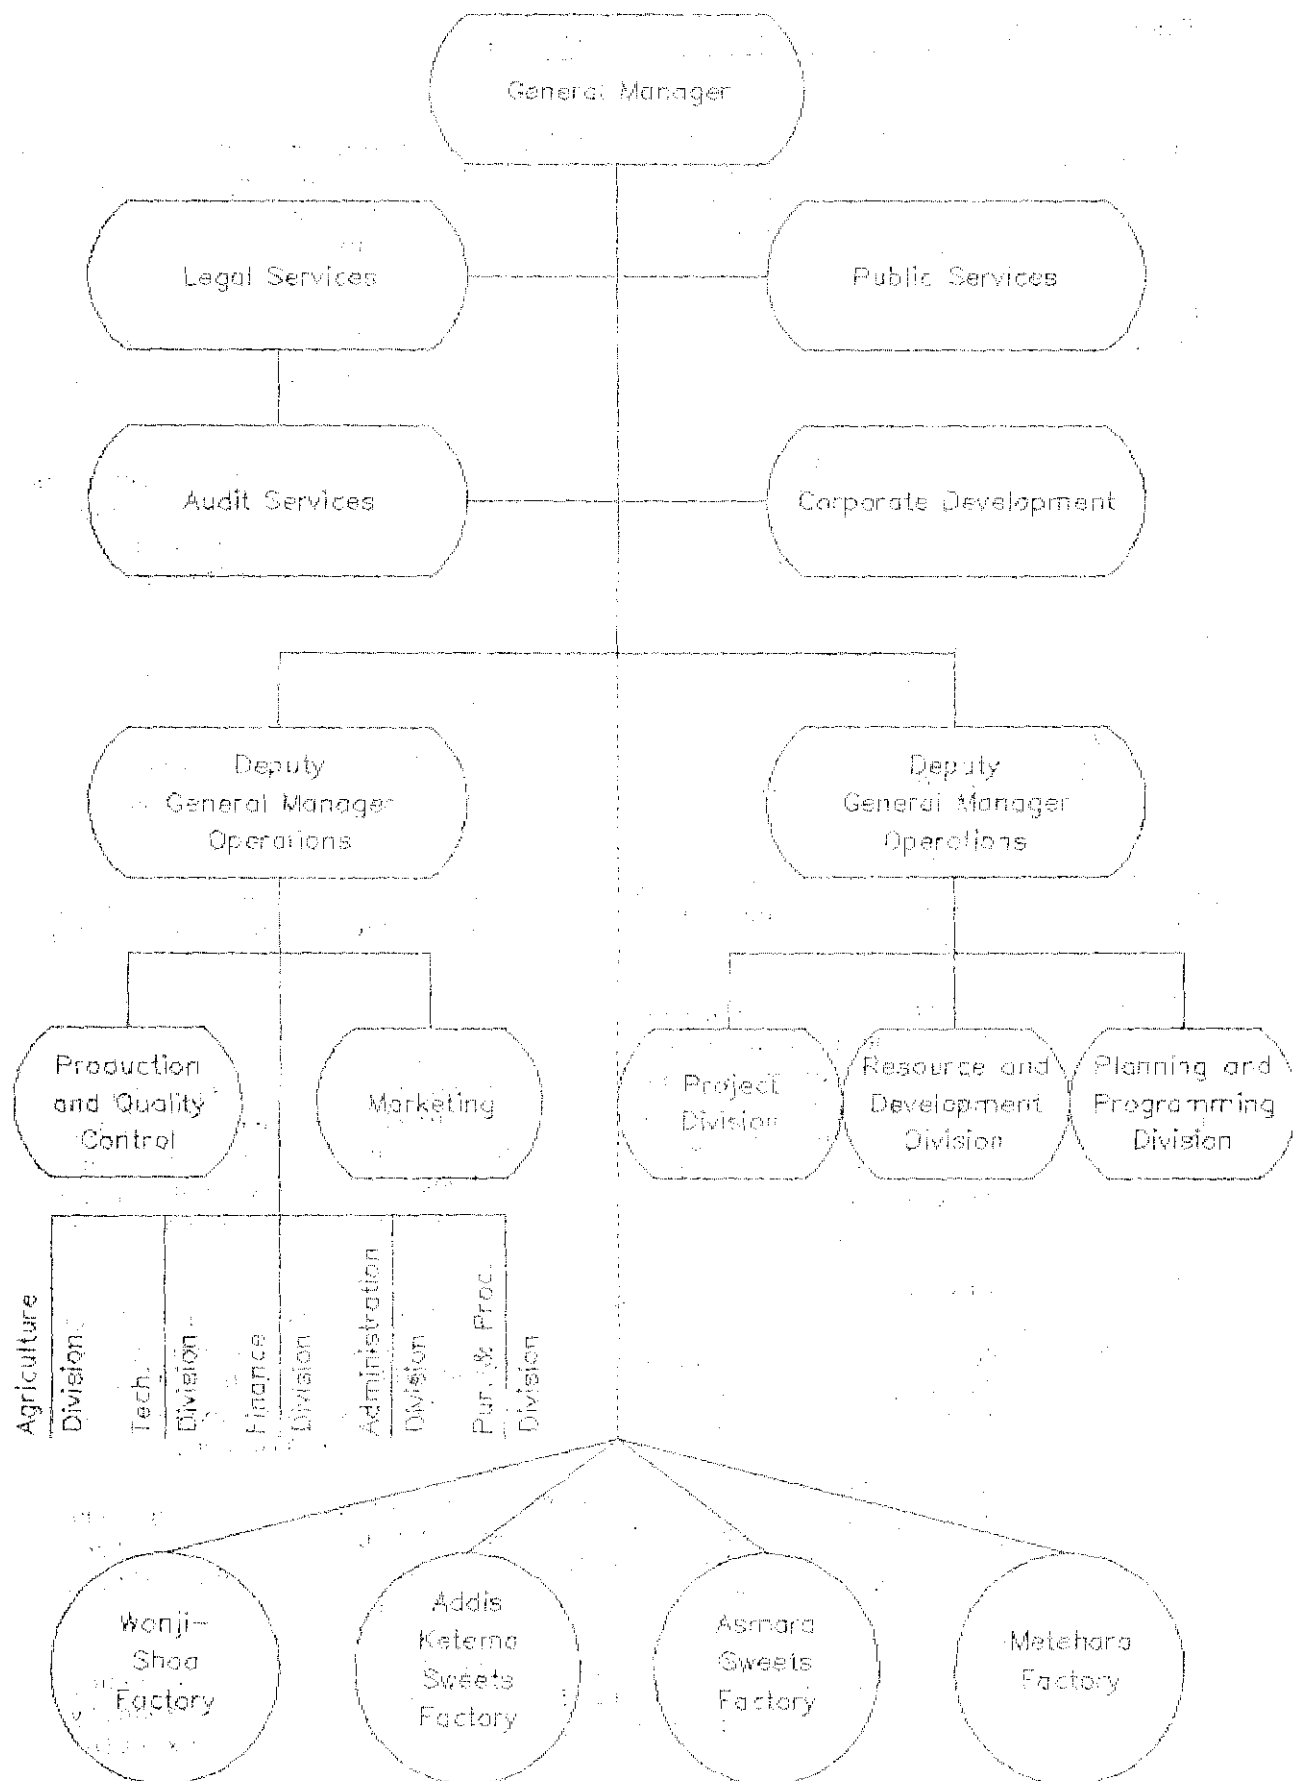 General Manager
Legal Services
Public Services
Audit Services
Corporate Development
Deputy
General Manager
Operations
Deputy
General Manager
Operations
Production
and Quality
Control
Marketing
Project
Division
Resource and
Development
Division
Planning and
Programming
Division
Agriculture
Division
Tech.
Division
Finance
Division
Administration
Division
Pur. & Proc.
Division
Wonji-
Shoa
Factory
Addis
Ketema
Sweets
Factory
Asmara
Sweets
Factory
Metehara
Factory